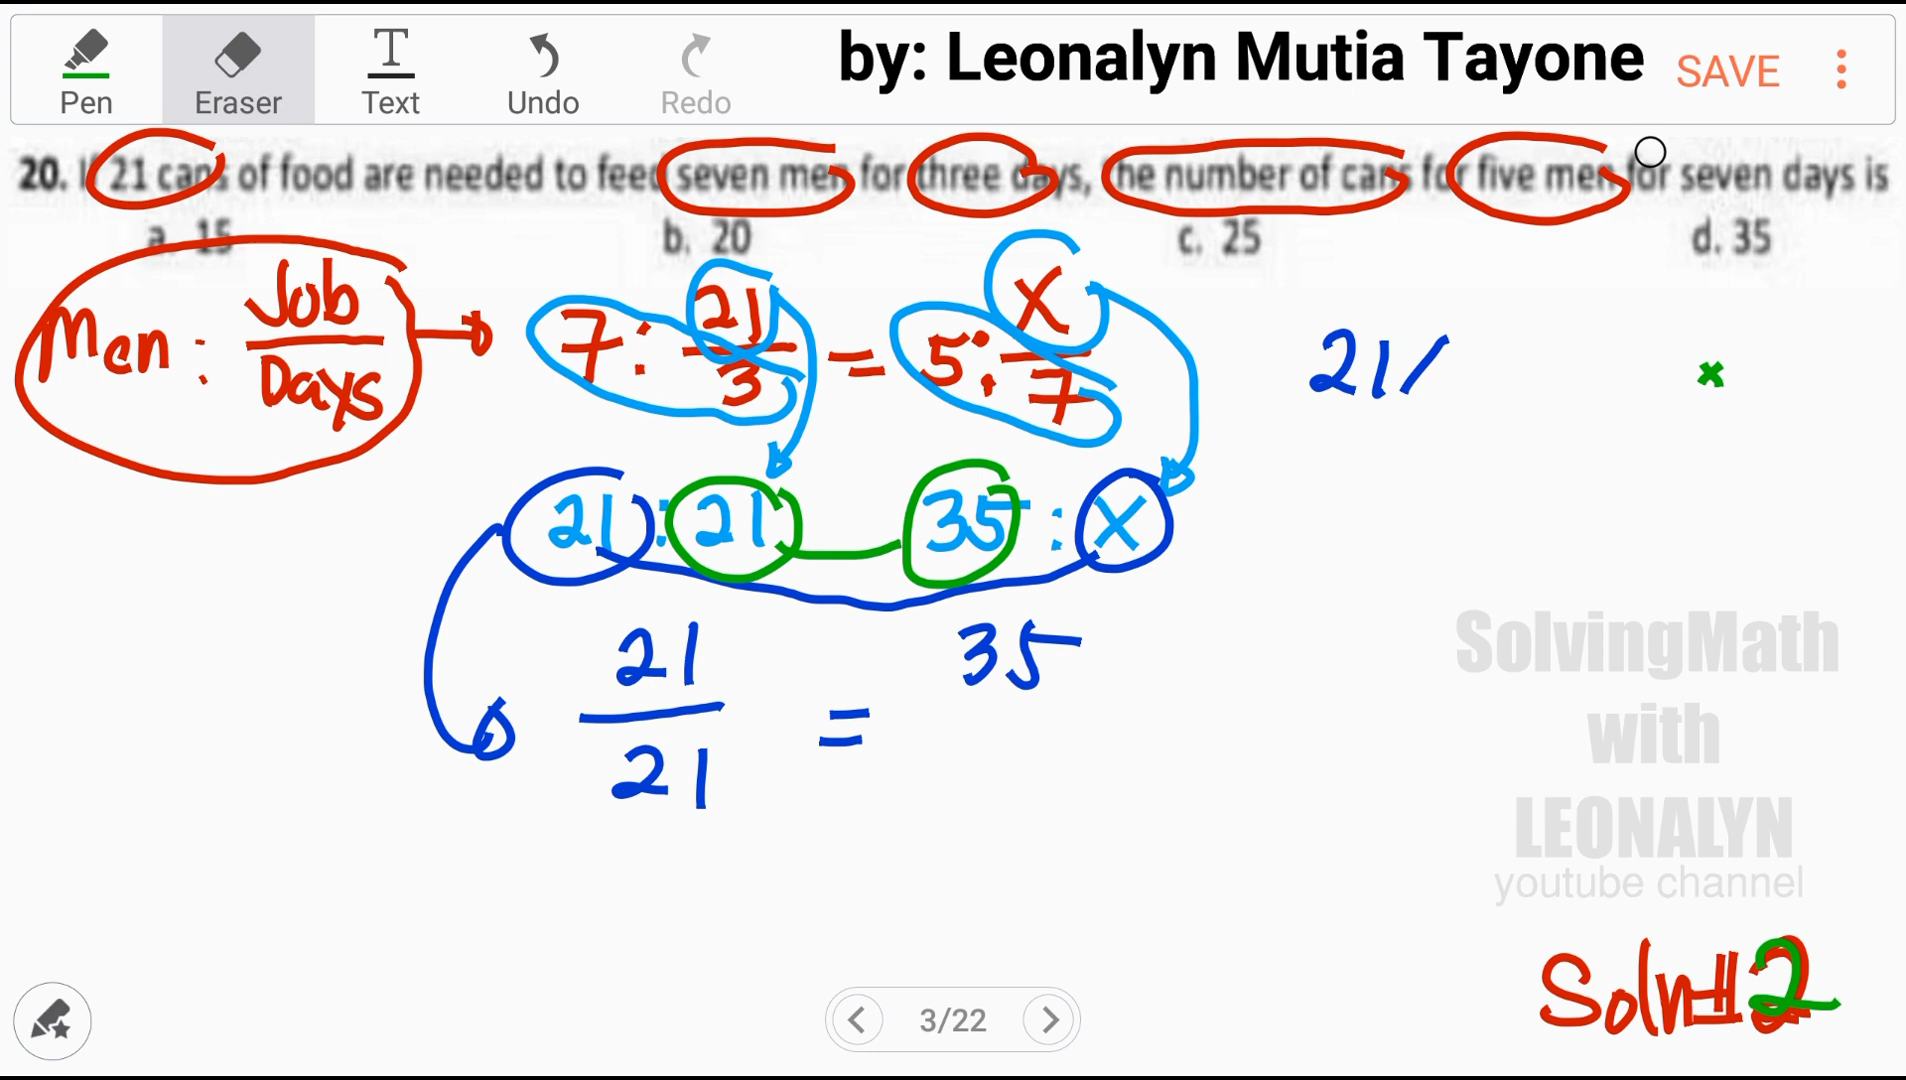 by: Leonalyn Mutia Tayone
SAVE
Pen
Eraser
Text
Undo
Redo
20. If 21 cans of food are needed to feed seven men for three days, the number of cans for five men for seven days is
a. 15 b. 20 c. 25 d. 35
Men : Job / Days
7 : 21/3 = 5 : x/7
21/
x
21 : 21 35 : x
21/21 = 35
SolvingMath
with
LEONALYN
youtube channel
Soln#2
3/22